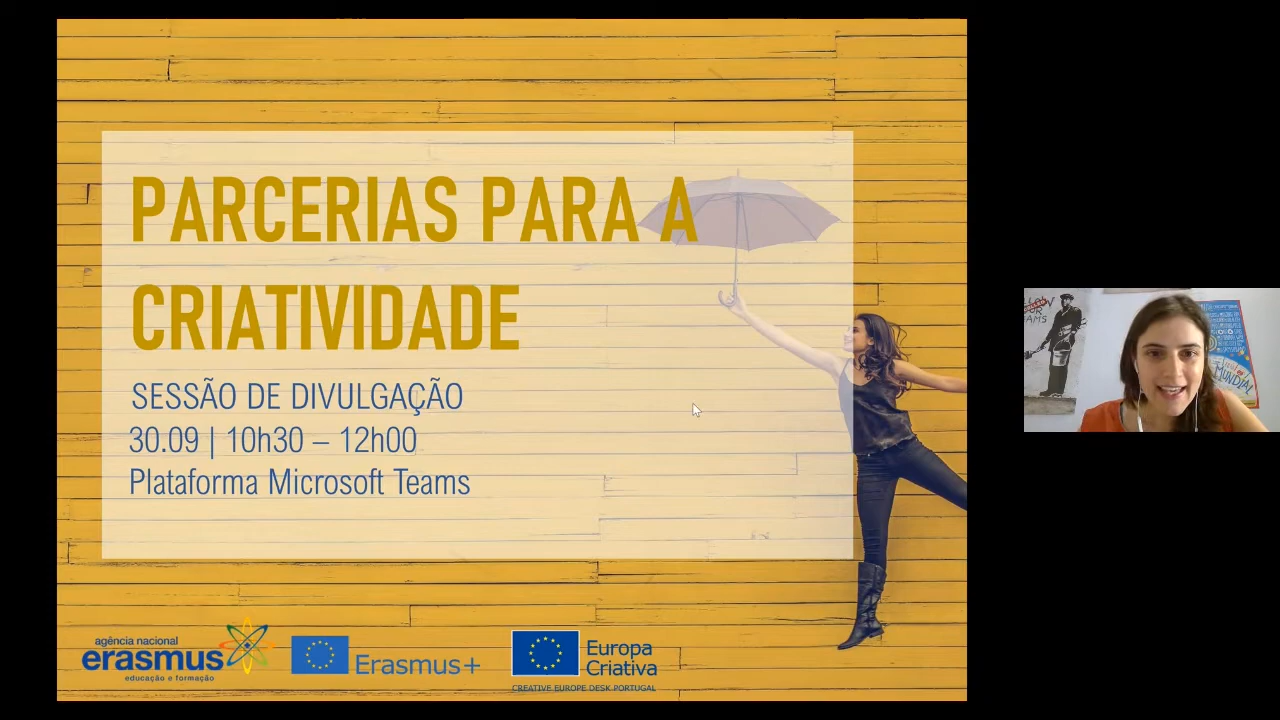 PARCERIAS PARA A
CRIATIVIDADE
SESSÃO DE DIVULGAÇÃO
30.09 | 10h30 – 12h00
Plataforma Microsoft Teams
agência nacional
erasmus
educação e formação
Erasmus+
Europa
Criativa
CREATIVE EUROPE DESK PORTUGAL
MUNDIAL